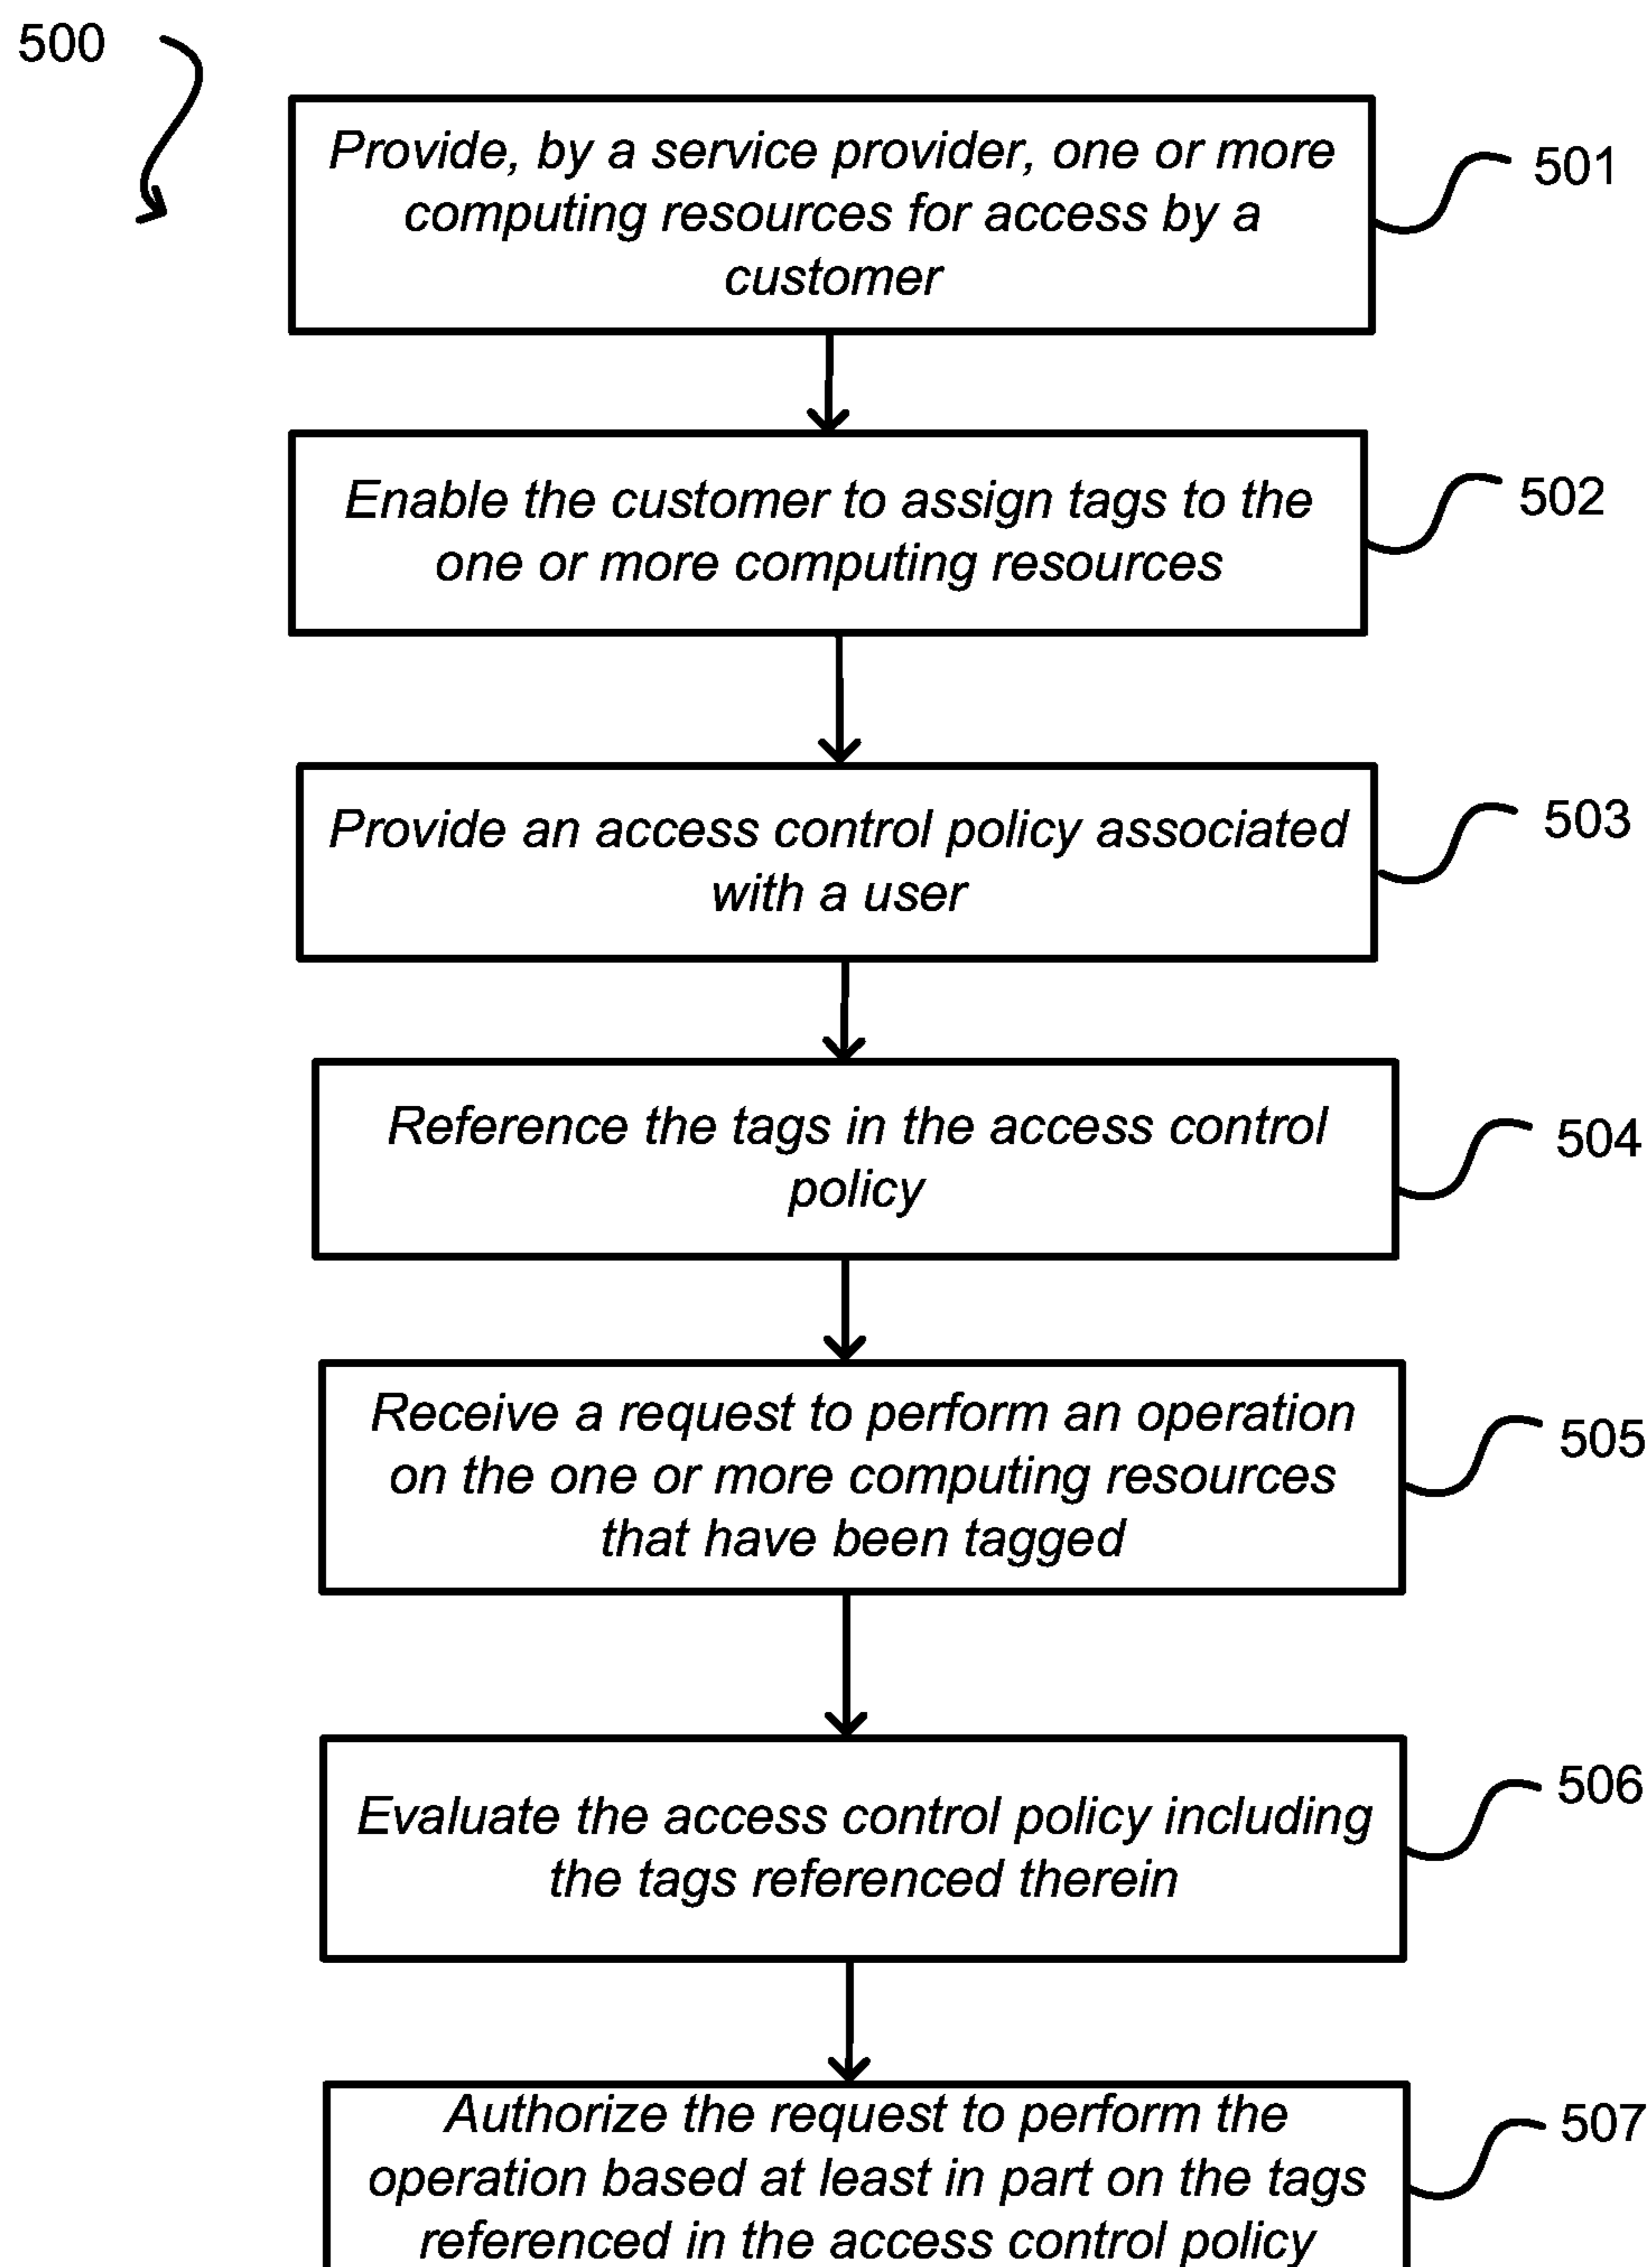 500
Provide, by a service provider, one or more
computing resources for access by a
customer
501
Enable the customer to assign tags to the
one or more computing resources
502
Provide an access control policy associated
with a user
503
Reference the tags in the access control
policy
504
Receive a request to perform an operation
on the one or more computing resources
that have been tagged
505
Evaluate the access control policy including
the tags referenced therein
506
Authorize the request to perform the
operation based at least in part on the tags
referenced in the access control policy
507